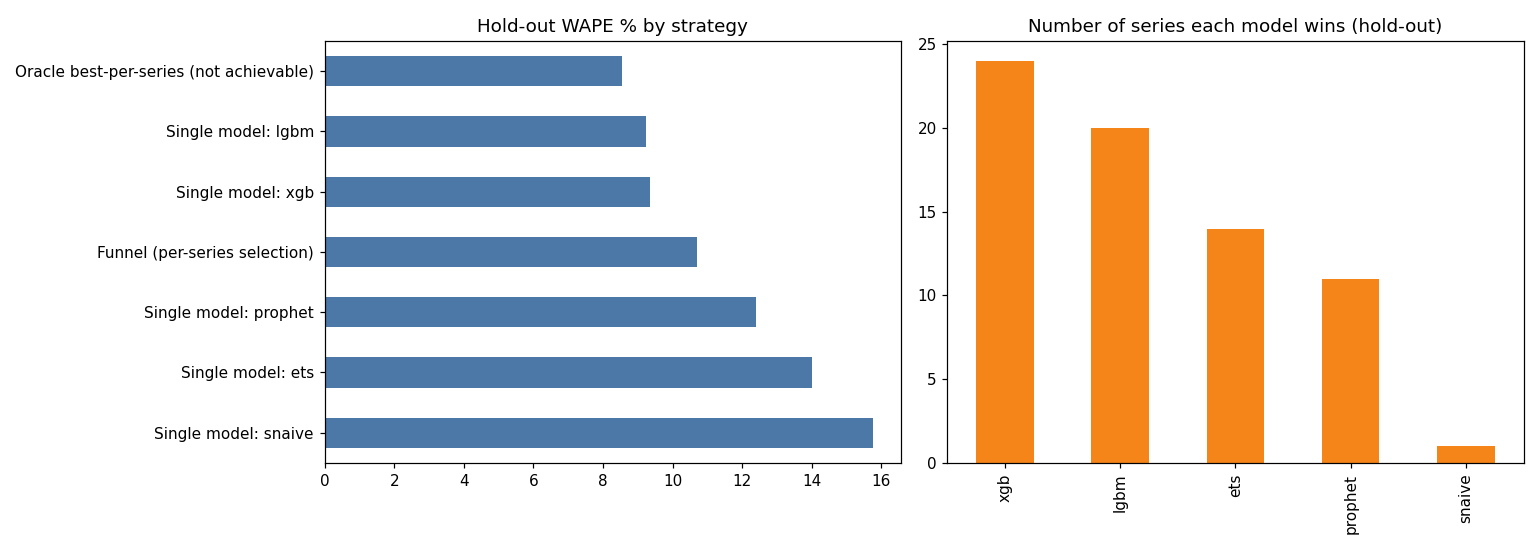 Hold-out WAPE % by strategy
Oracle best-per-series (not achievable)
Single model: lgbm
Single model: xgb
Funnel (per-series selection)
Single model: prophet
Single model: ets
Single model: snaive
0 2 4 6 8 10 12 14 16
Number of series each model wins (hold-out)
25
20
15
10
5
0
xgb
lgbm
ets
prophet
snaive